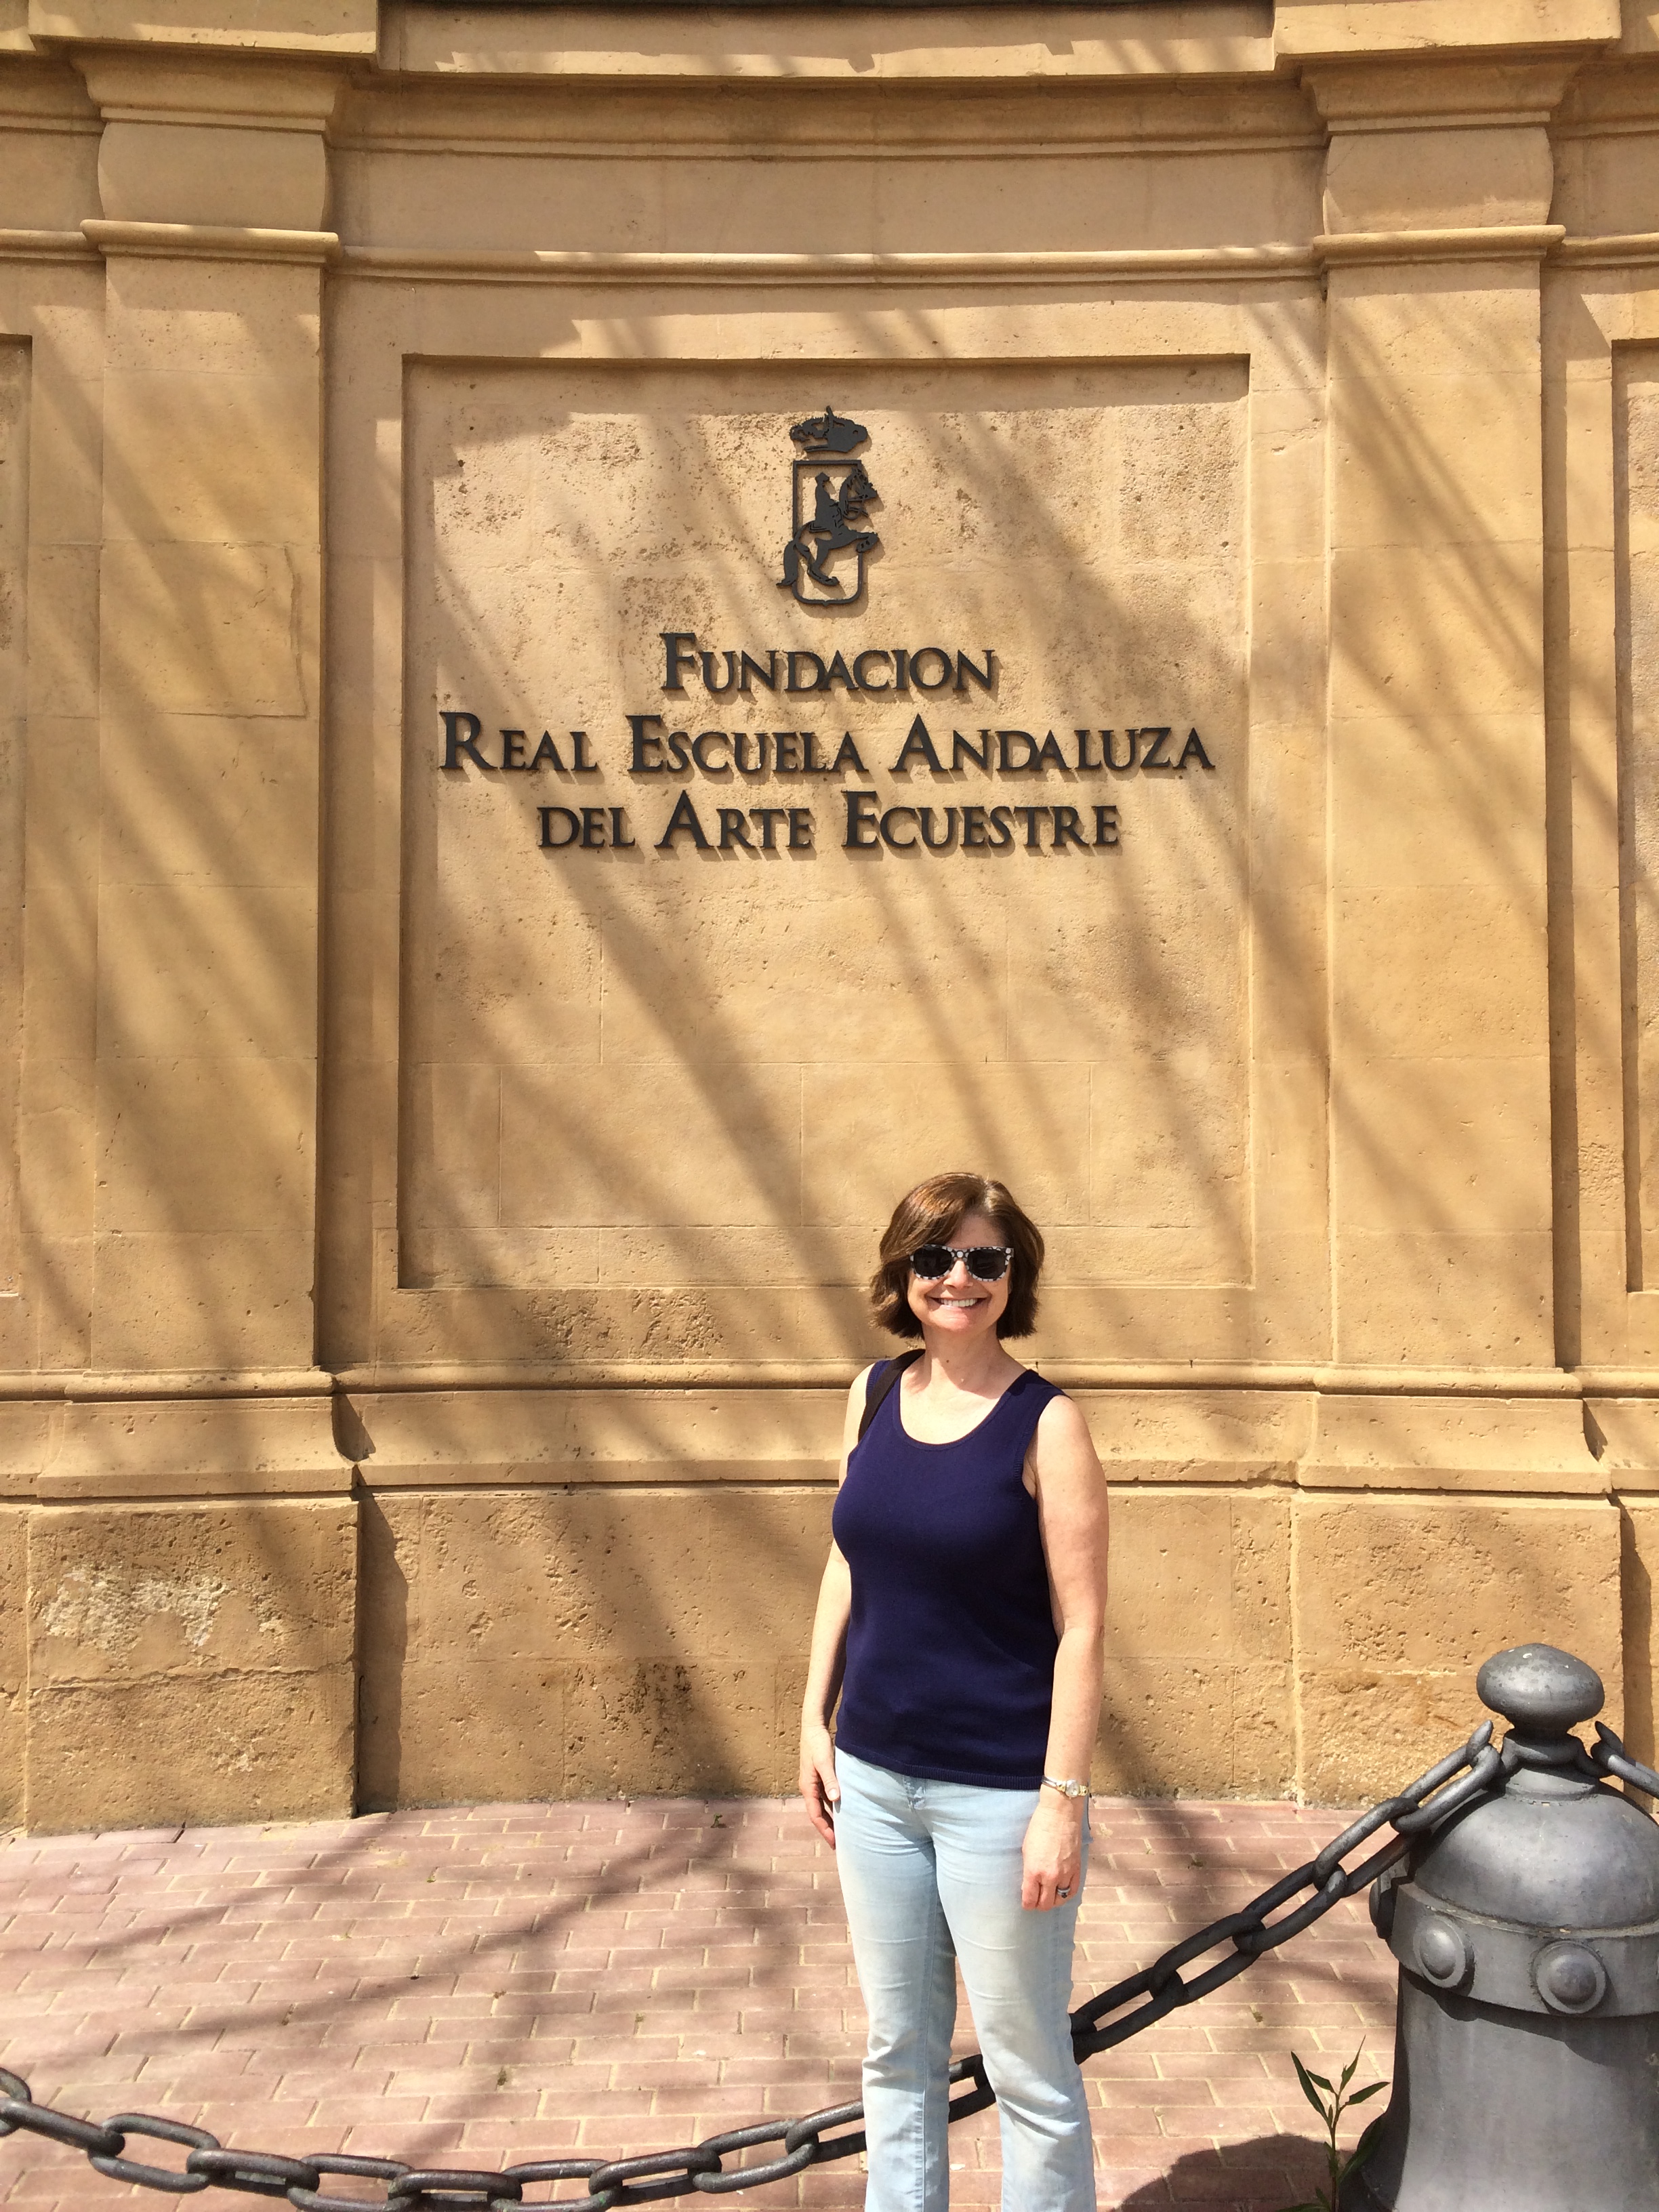 FUNDACION
REAL ESCUELA ANDALUZA
DEL ARTE ECUESTRE